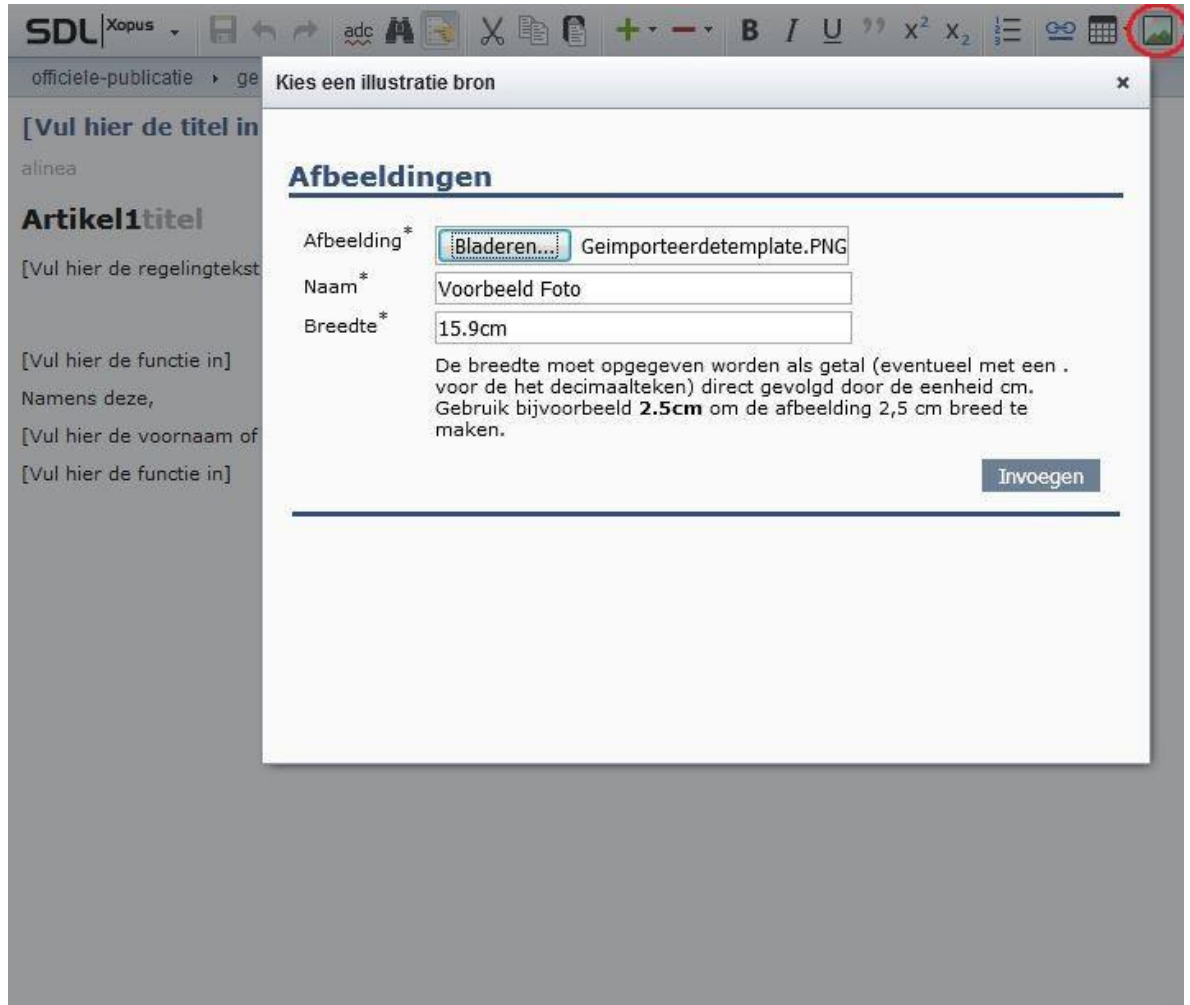 SDL Xopus
adc B I U x² x₂
officiele-publicatie ▸ ge
Kies een illustratie bron
[Vul hier de titel in
alinea
Afbeeldingen
Artikel1titel
Afbeelding* Bladeren... Geimporteerdetemplate.PNG
[Vul hier de regelingtekst
Naam* Voorbeeld Foto
Breedte* 15.9cm
De breedte moet opgegeven worden als getal (eventueel met een .
voor de het decimaalteken) direct gevolgd door de eenheid cm.
Gebruik bijvoorbeeld 2.5cm om de afbeelding 2,5 cm breed te
maken.
[Vul hier de functie in]
Namens deze,
[Vul hier de voornaam of
[Vul hier de functie in]
Invoegen